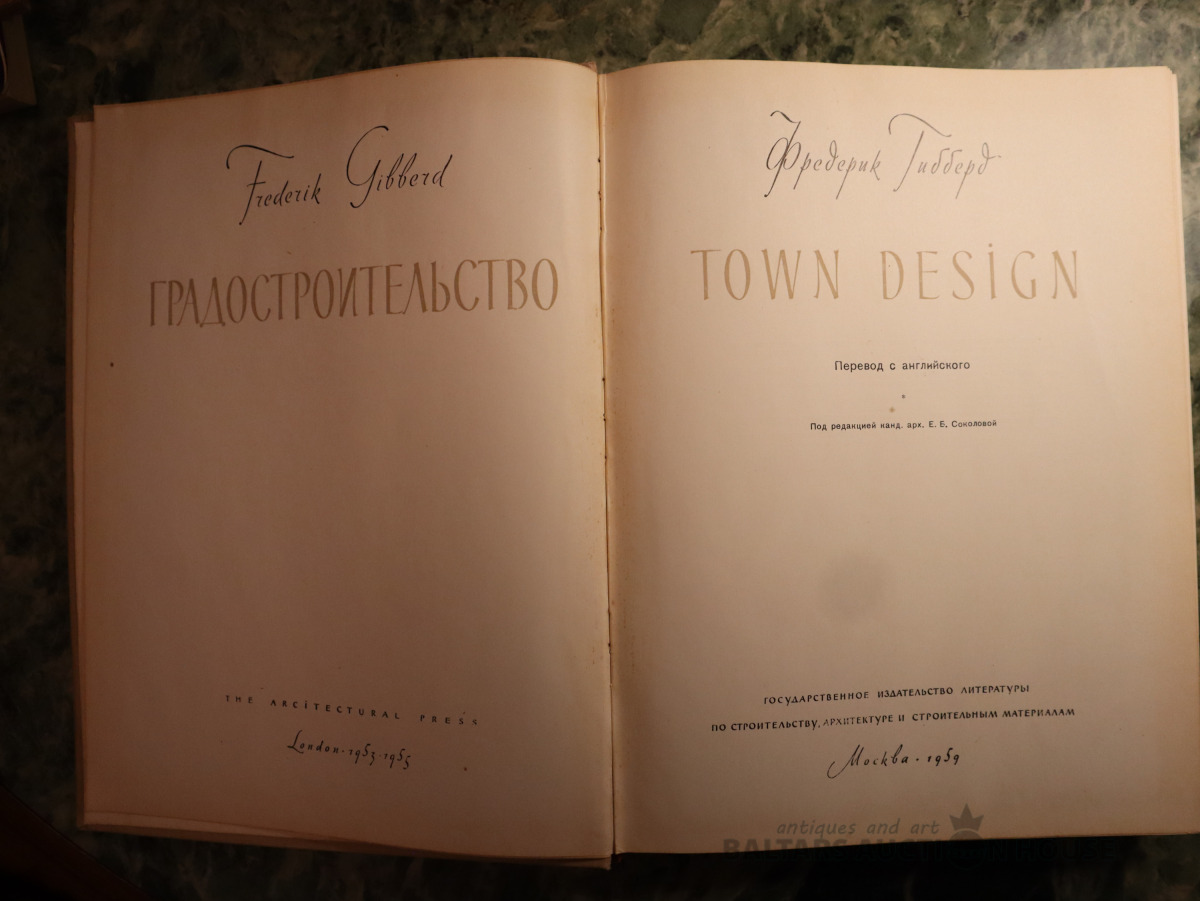 Frederik Gibberd
ГРАДОСТРОИТЕЛЬСТВО
THE ARCITECTURAL PRESS
London · 1953 · 1955
Фредерик Гибберд
TOWN DESIGN
Перевод с английского
Под редакцией канд. арх. Е. Б. Соколовой
ГОСУДАРСТВЕННОЕ ИЗДАТЕЛЬСТВО ЛИТЕРАТУРЫ
ПО СТРОИТЕЛЬСТВУ, АРХИТЕКТУРЕ И СТРОИТЕЛЬНЫМ МАТЕРИАЛАМ
Москва · 1959
antiques and art